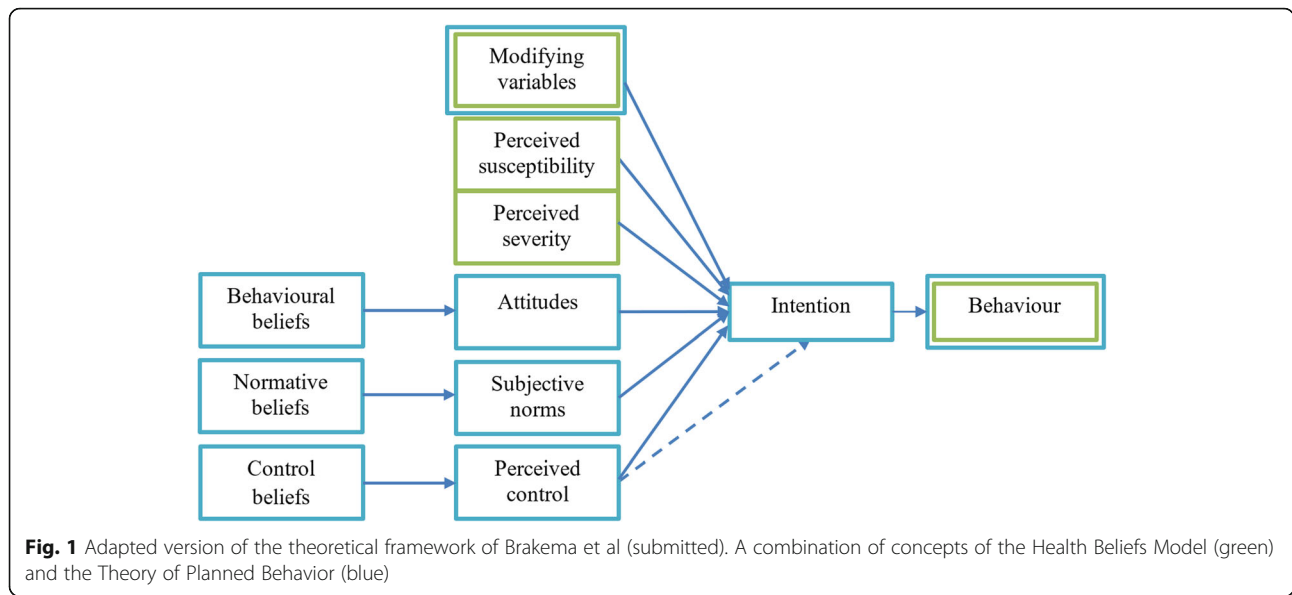 Modifying
variables
Perceived
susceptibility
Perceived
severity
Behavioural
beliefs
Attitudes
Intention
Behaviour
Normative
beliefs
Subjective
norms
Control
beliefs
Perceived
control
Fig. 1 Adapted version of the theoretical framework of Brakema et al (submitted). A combination of concepts of the Health Beliefs Model (green)
and the Theory of Planned Behavior (blue)